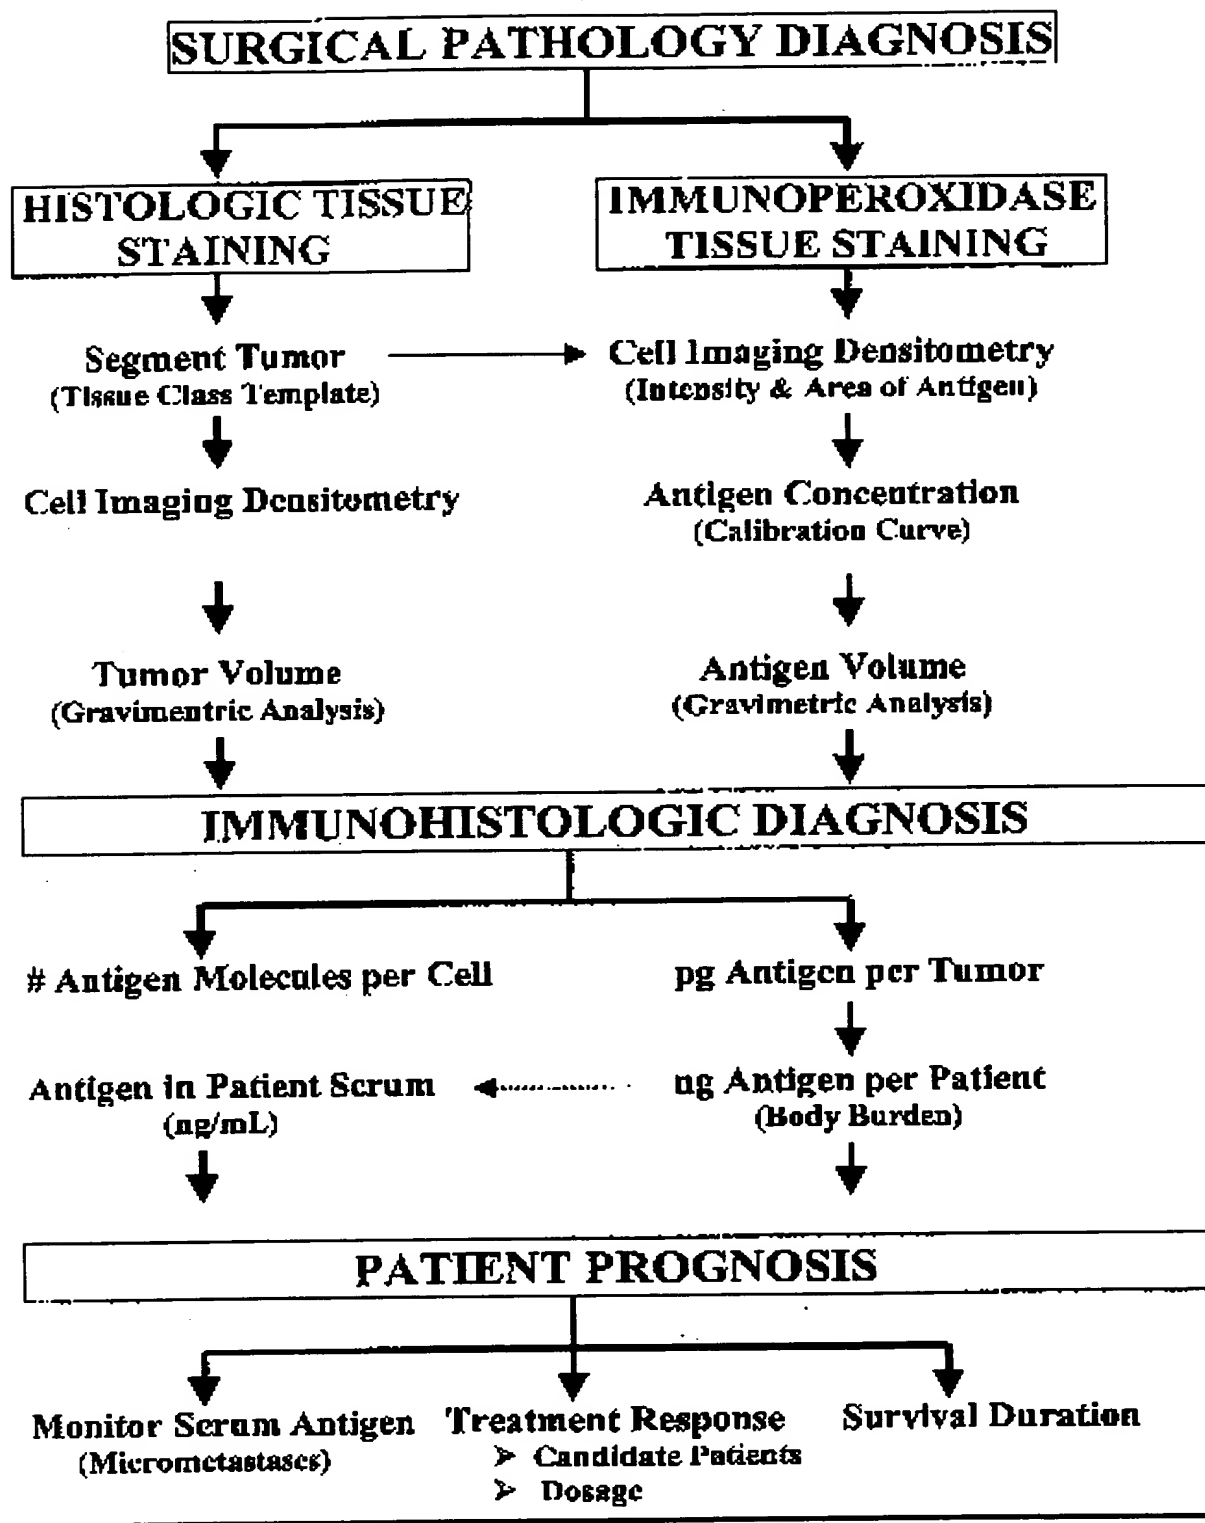 SURGICAL PATHOLOGY DIAGNOSIS
HISTOLOGIC TISSUE
STAINING
IMMUNOPEROXIDASE
TISSUE STAINING
Segment Tumor
(Tissue Class Template)
Cell Imaging Densitometry
(Intensity & Area of Antigen)
Cell Imaging Densitometry
Antigen Concentration
(Calibration Curve)
Tumor Volume
(Gravimentric Analysis)
Antigen Volume
(Gravimetric Analysis)
IMMUNOHISTOLOGIC DIAGNOSIS
# Antigen Molecules per Cell
pg Antigen per Tumor
Antigen in Patient Serum
(ng/mL)
ng Antigen per Patient
(Body Burden)
PATIENT PROGNOSIS
Monitor Serum Antigen
(Micrometastases)
Treatment Response
➢ Candidate Patients
➢ Dosage
Survival Duration